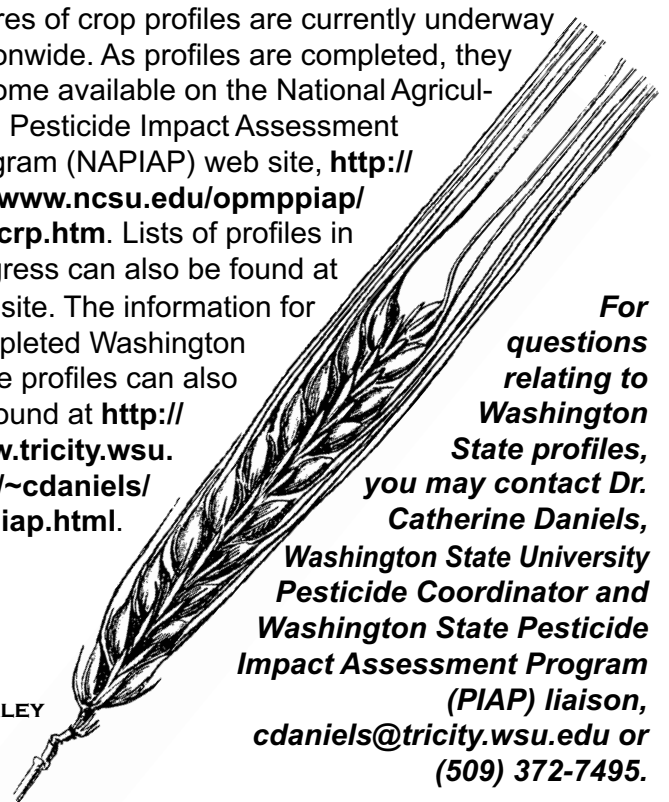 res of crop profiles are currently underway
onwide. As profiles are completed, they
ome available on the National Agricul-
Pesticide Impact Assessment
gram (NAPIAP) web site, http://
www.ncsu.edu/opmppiap/
crp.htm. Lists of profiles in
gress can also be found at
site. The information for
pleted Washington
e profiles can also
ound at http://
w.tricity.wsu.
/~cdaniels/
iap.html.
LEY
For
questions
relating to
Washington
State profiles,
you may contact Dr.
Catherine Daniels,
Washington State University
Pesticide Coordinator and
Washington State Pesticide
Impact Assessment Program
(PIAP) liaison,
cdaniels@tricity.wsu.edu or
(509) 372-7495.